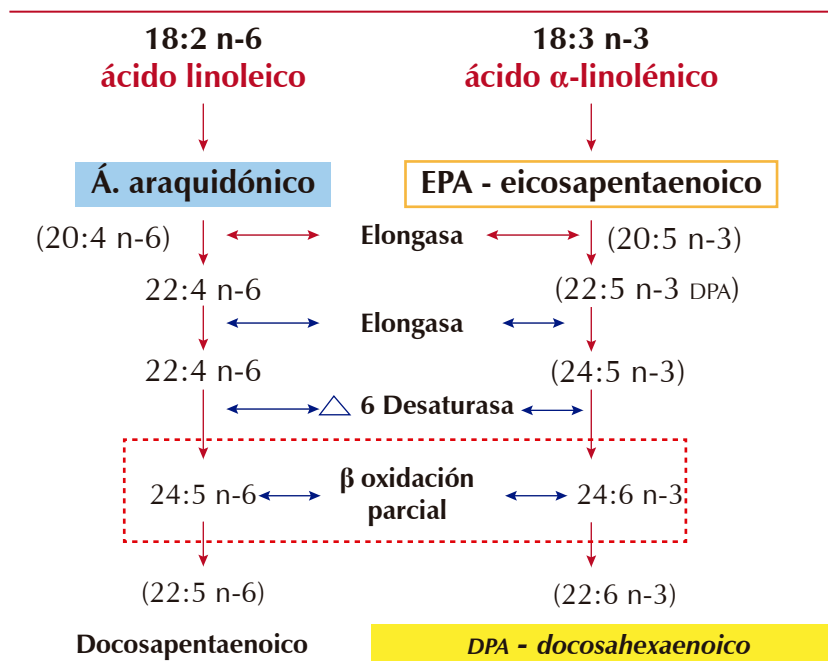 18:2 n-6 18:3 n-3
ácido linoleico ácido α-linolénico
Á. araquidónico EPA - eicosapentaenoico
(20:4 n-6) Elongasa (20:5 n-3)
22:4 n-6 (22:5 n-3 DPA)
Elongasa
22:4 n-6 (24:5 n-3)
△ 6 Desaturasa
β oxidación
24:5 n-6 24:6 n-3
parcial
(22:5 n-6) (22:6 n-3)
Docosapentaenoico DPA - docosahexaenoico